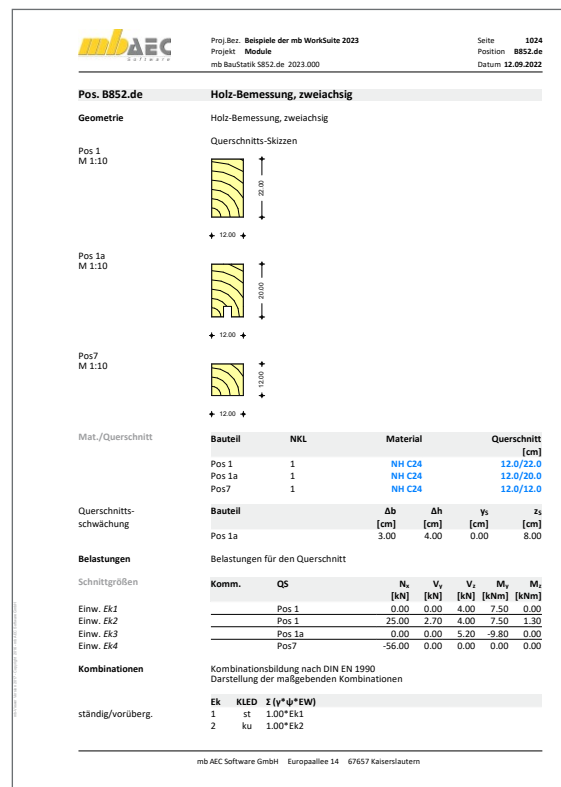 mb AEC
Software
Proj.Bez. Beispiele der mb WorkSuite 2023 Seite 1024
Projekt Module Position B852.de
mb BauStatik S852.de 2023.000 Datum 12.09.2022
Pos. B852.de Holz-Bemessung, zweiachsig
Geometrie Holz-Bemessung, zweiachsig
Querschnitts-Skizzen
Pos 1
M 1:10
22.00
12.00
Pos 1a
M 1:10
20.00
12.00
Pos7
M 1:10
12.00
12.00
Mat./Querschnitt Bauteil NKL Material Querschnitt
[cm]
Pos 1 1 NH C24 12.0/22.0
Pos 1a 1 NH C24 12.0/20.0
Pos7 1 NH C24 12.0/12.0
Querschnitts- Bauteil Δb Δh yS zS
schwächung [cm] [cm] [cm] [cm]
Pos 1a 3.00 4.00 0.00 8.00
Belastungen Belastungen für den Querschnitt
Schnittgrößen Komm. QS Nx Vy Vz My Mz
[kN] [kN] [kN] [kNm] [kNm]
Einw. Ek1 Pos 1 0.00 0.00 4.00 7.50 0.00
Einw. Ek2 Pos 1 25.00 2.70 4.00 7.50 1.30
Einw. Ek3 Pos 1a 0.00 0.00 5.20 -9.80 0.00
Einw. Ek4 Pos7 -56.00 0.00 0.00 0.00 0.00
Kombinationen Kombinationsbildung nach DIN EN 1990
Darstellung der maßgebenden Kombinationen
Ek KLED Σ (γ*ψ*EW)
ständig/vorüberg. 1 st 1.00*Ek1
2 ku 1.00*Ek2
mb AEC Software GmbH Europaallee 14 67657 Kaiserslautern